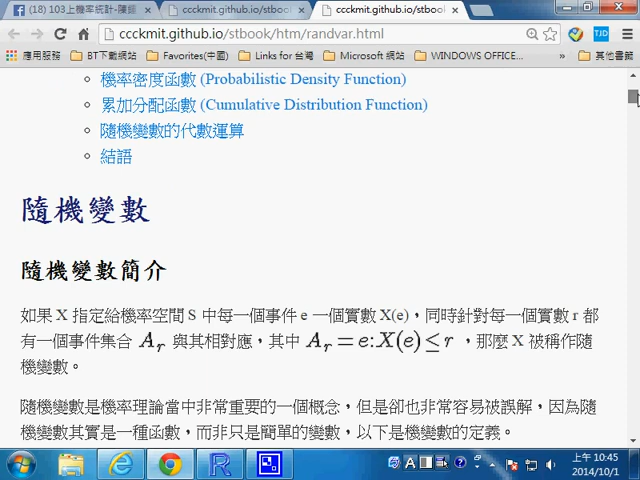 (18) 103上機率統計-陳鍾
ccckmit.github.io/stbook
ccckmit.github.io/stbook
ccckmit.github.io/stbook/htm/randvar.html
應用服務 BT下載網站 Favorites(中國) Links for 台灣 Microsoft 網站 WINDOWS OFFICE... » 其他書籤
機率密度函數 (Probabilistic Density Function)
累加分配函數 (Cumulative Distribution Function)
隨機變數的代數運算
結語
隨機變數
隨機變數簡介
如果 X 指定給機率空間 S 中每一個事件 e 一個實數 X(e)，同時針對每一個實數 r 都
有一個事件集合 Ar 與其相對應，其中 Ar = e: X(e) ≤ r ，那麼 X 被稱作隨
機變數。
隨機變數是機率理論當中非常重要的一個概念，但是卻也非常容易被誤解，因為隨
機變數其實是一種函數，而非只是簡單的變數，以下是機變數的定義。
上午 10:45
2014/10/1